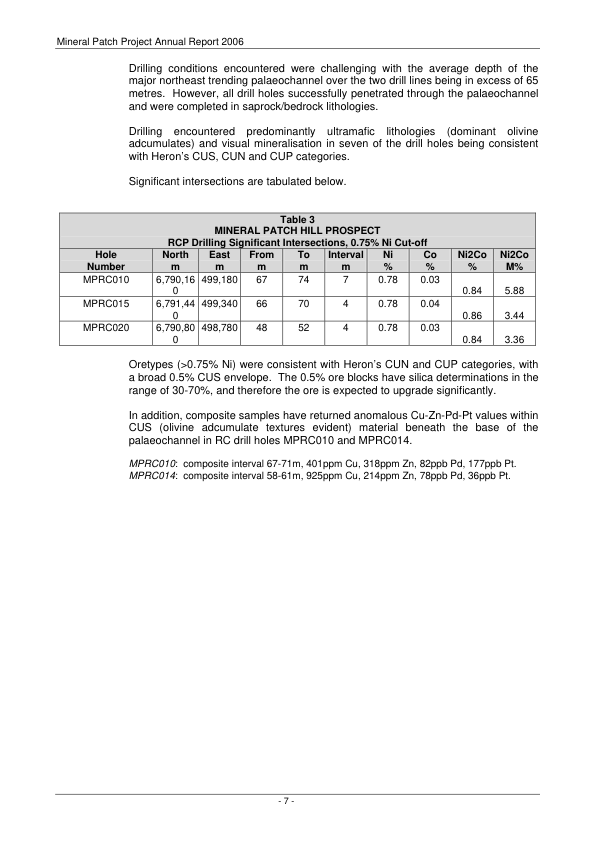 Mineral Patch Project Annual Report 2006
Drilling conditions encountered were challenging with the average depth of the
major northeast trending palaeochannel over the two drill lines being in excess of 65
metres. However, all drill holes successfully penetrated through the palaeochannel
and were completed in saprock/bedrock lithologies.
Drilling encountered predominantly ultramafic lithologies (dominant olivine
adcumulates) and visual mineralisation in seven of the drill holes being consistent
with Heron's CUS, CUN and CUP categories.
Significant intersections are tabulated below.
Table 3
MINERAL PATCH HILL PROSPECT
RCP Drilling Significant Intersections, 0.75% Ni Cut-off
Hole North East From To Interval Ni Co Ni2Co Ni2Co
Number m m m m m % % % M%
MPRC010 6,790,16 499,180 67 74 7 0.78 0.03
0 0.84 5.88
MPRC015 6,791,44 499,340 66 70 4 0.78 0.04
0 0.86 3.44
MPRC020 6,790,80 498,780 48 52 4 0.78 0.03
0 0.84 3.36
Oretypes (>0.75% Ni) were consistent with Heron's CUN and CUP categories, with
a broad 0.5% CUS envelope. The 0.5% ore blocks have silica determinations in the
range of 30-70%, and therefore the ore is expected to upgrade significantly.
In addition, composite samples have returned anomalous Cu-Zn-Pd-Pt values within
CUS (olivine adcumulate textures evident) material beneath the base of the
palaeochannel in RC drill holes MPRC010 and MPRC014.
MPRC010: composite interval 67-71m, 401ppm Cu, 318ppm Zn, 82ppb Pd, 177ppb Pt.
MPRC014: composite interval 58-61m, 925ppm Cu, 214ppm Zn, 78ppb Pd, 36ppb Pt.
- 7 -